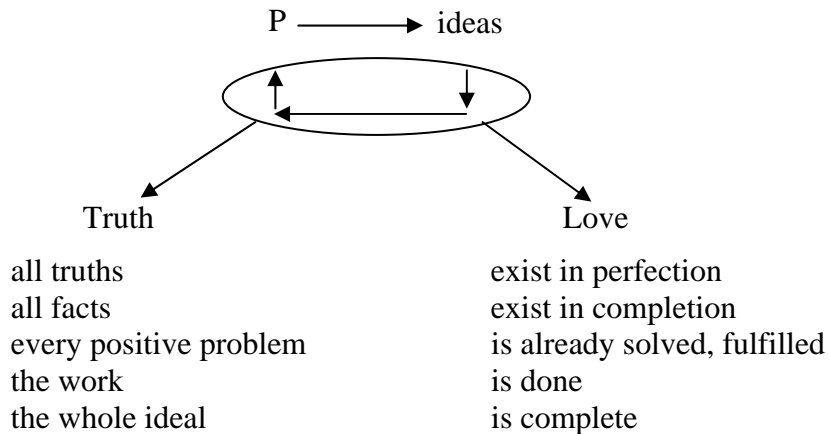 P ideas
Truth Love
all truths exist in perfection
all facts exist in completion
every positive problem is already solved, fulfilled
the work is done
the whole ideal is complete